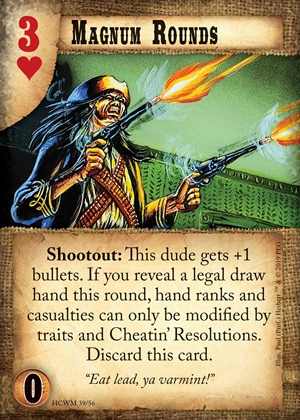 3
MAGNUM ROUNDS
Shootout: This dude gets +1
bullets. If you reveal a legal draw
hand this round, hand ranks and
casualties can only be modified by
traits and Cheatin' Resolutions.
Discard this card.
0
HCWM 39/56
"Eat lead, ya varmint!"